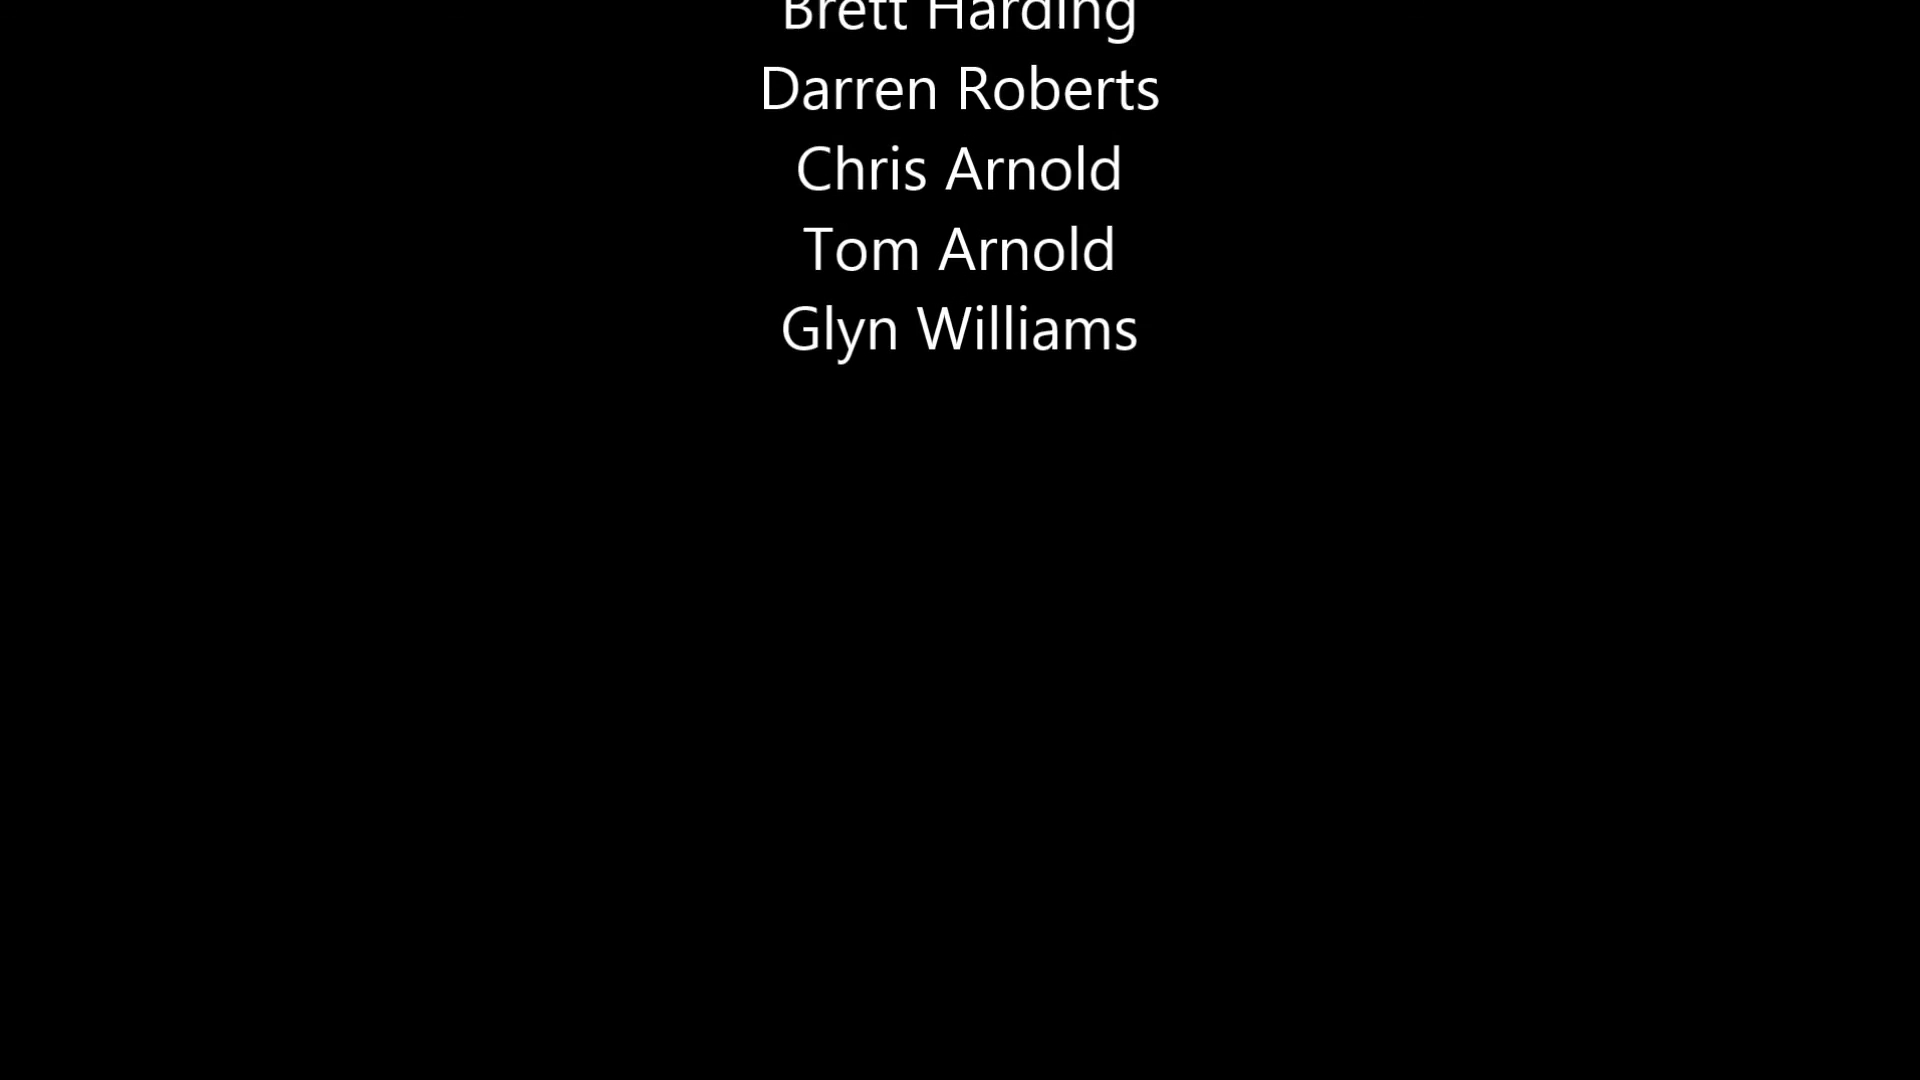 Brett Harding
Darren Roberts
Chris Arnold
Tom Arnold
Glyn Williams